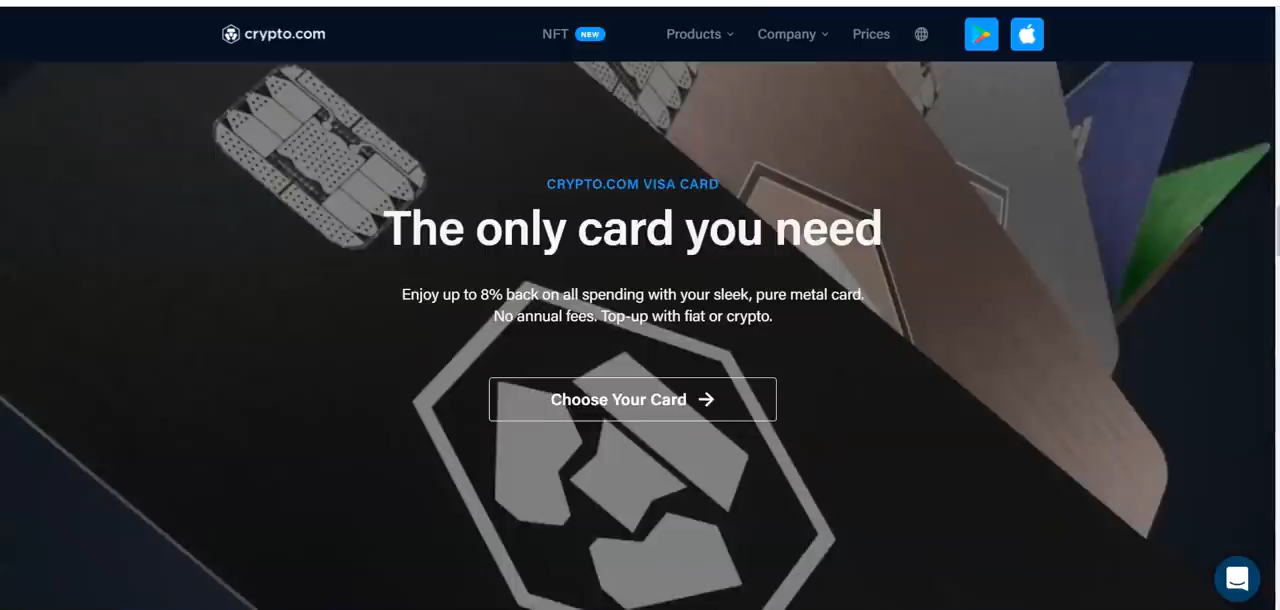 crypto.com
NFT NEW
Products
Company
Prices
CRYPTO.COM VISA CARD
The only card you need
Enjoy up to 8% back on all spending with your sleek, pure metal card.
No annual fees. Top-up with fiat or crypto.
Choose Your Card